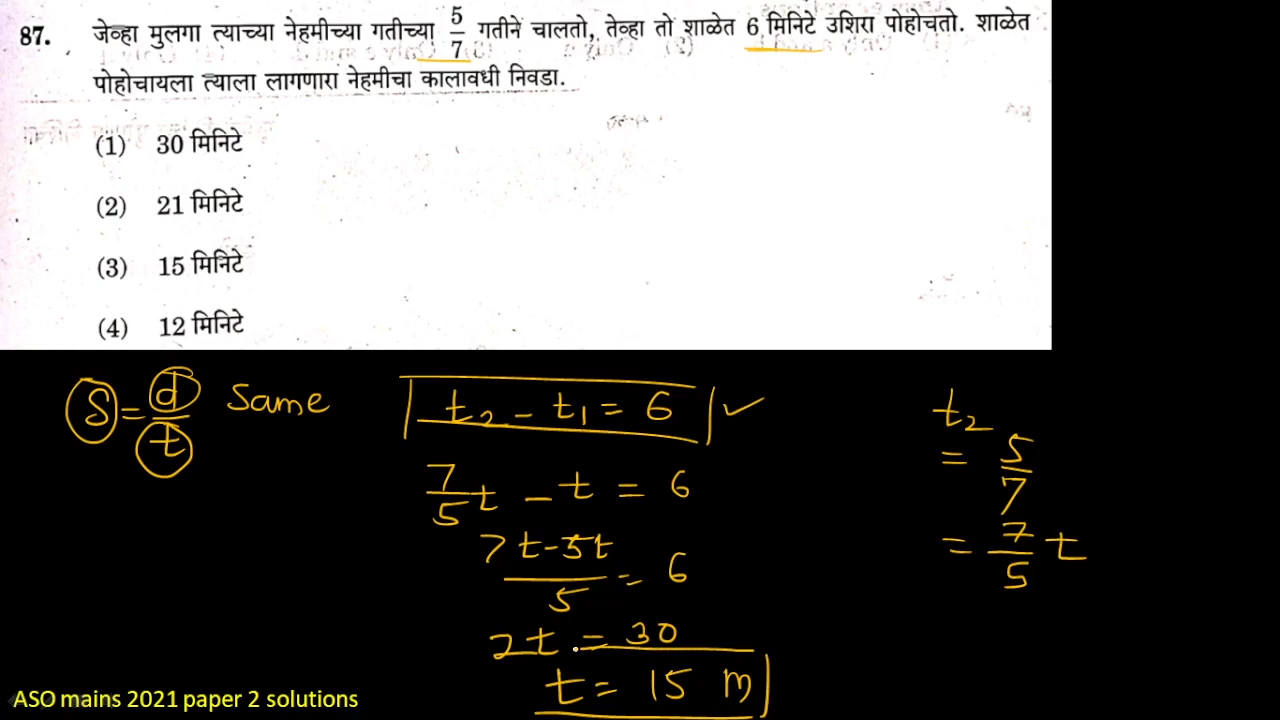 87. जेव्हा मुलगा त्याच्या नेहमीच्या गतीच्या 5/7 गतीने चालतो, तेव्हा तो शाळेत 6 मिनिटे उशिरा पोहोचतो. शाळेत
पोहोचायला त्याला लागणारा नेहमीचा कालावधी निवडा.
(1) 30 मिनिटे
(2) 21 मिनिटे
(3) 15 मिनिटे
(4) 12 मिनिटे
S = d/t Same
t₂ - t₁ = 6 ✓
7/5 t - t = 6
7t-5t/5 = 6
2t = 30
t = 15 m
t₂
= 5/7
= 7/5 t
ASO mains 2021 paper 2 solutions